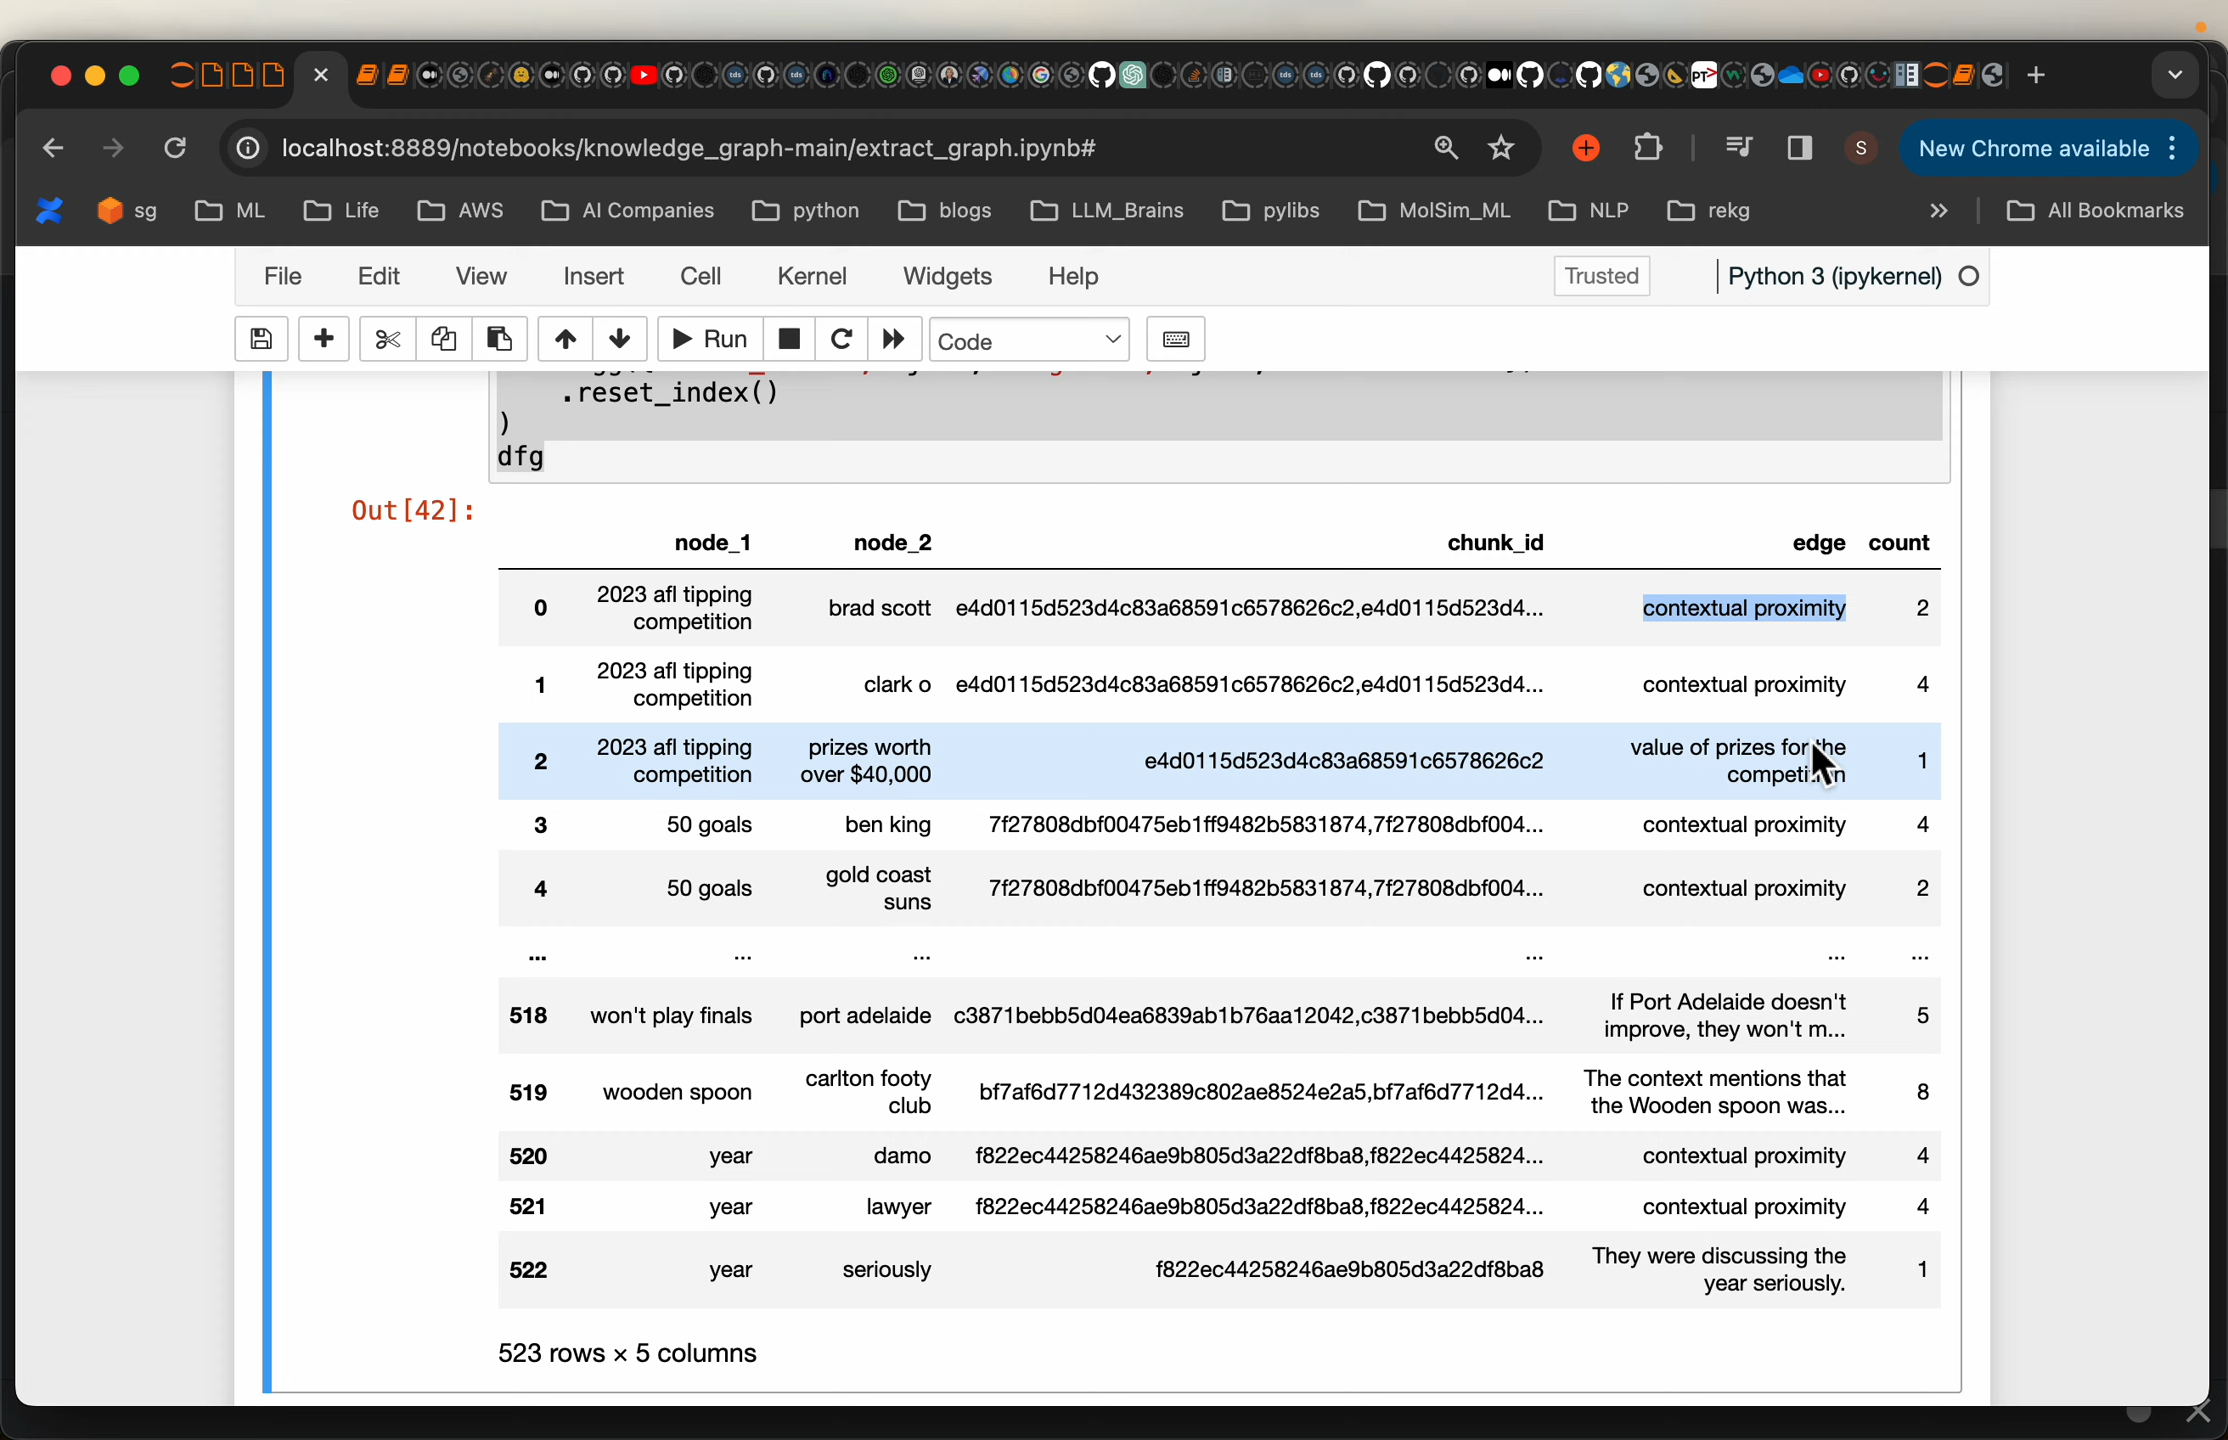 localhost:8889/notebooks/knowledge_graph-main/extract_graph.ipynb#
S
New Chrome available
sg ML Life AWS AI Companies python blogs LLM_Brains pylibs MolSim_ML NLP rekg » All Bookmarks
File Edit View Insert Cell Kernel Widgets Help Trusted Python 3 (ipykernel)
Run Code
.reset_index()
)
dfg
Out[42]:
node_1 node_2 chunk_id edge count
0 2023 afl tipping competition brad scott e4d0115d523d4c83a68591c6578626c2,e4d0115d523d4... contextual proximity 2
1 2023 afl tipping competition clark o e4d0115d523d4c83a68591c6578626c2,e4d0115d523d4... contextual proximity 4
2 2023 afl tipping competition prizes worth over $40,000 e4d0115d523d4c83a68591c6578626c2 value of prizes for the competition 1
3 50 goals ben king 7f27808dbf00475eb1ff9482b5831874,7f27808dbf004... contextual proximity 4
4 50 goals gold coast suns 7f27808dbf00475eb1ff9482b5831874,7f27808dbf004... contextual proximity 2
... ... ... ... ... ...
518 won't play finals port adelaide c3871bebb5d04ea6839ab1b76aa12042,c3871bebb5d04... If Port Adelaide doesn't improve, they won't m... 5
519 wooden spoon carlton footy club bf7af6d7712d432389c802ae8524e2a5,bf7af6d7712d4... The context mentions that the Wooden spoon was... 8
520 year damo f822ec44258246ae9b805d3a22df8ba8,f822ec4425824... contextual proximity 4
521 year lawyer f822ec44258246ae9b805d3a22df8ba8,f822ec4425824... contextual proximity 4
522 year seriously f822ec44258246ae9b805d3a22df8ba8 They were discussing the year seriously. 1
523 rows × 5 columns